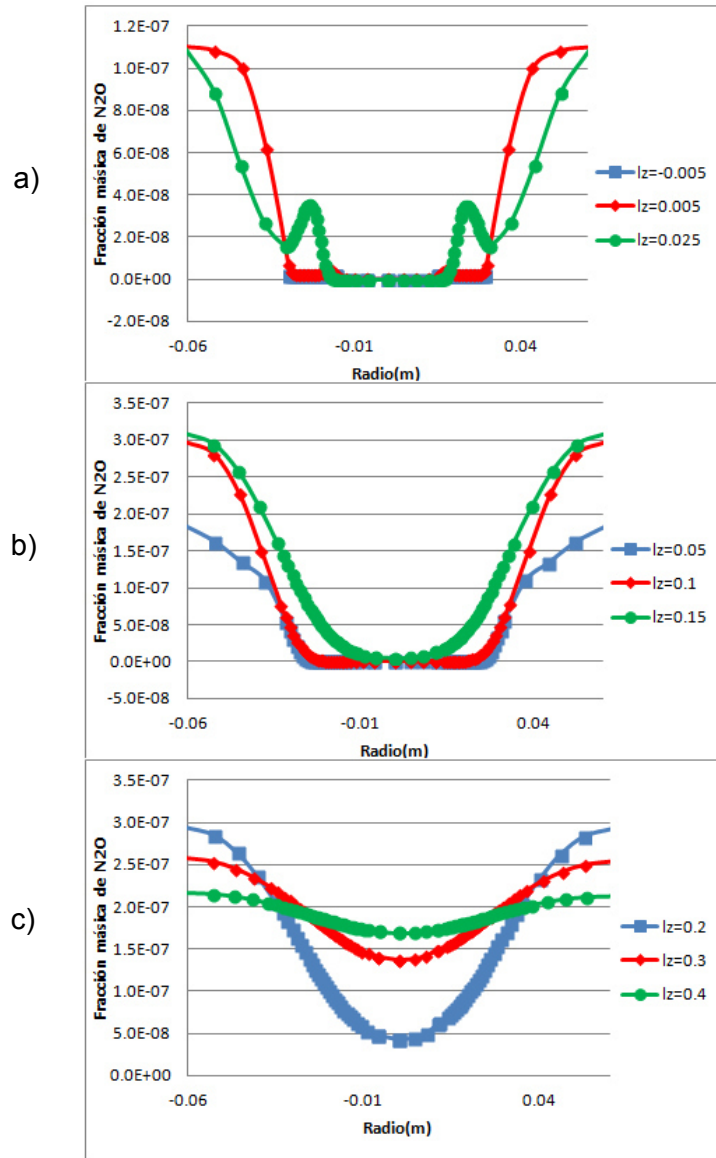 a)
Fracción másica de N2O
1.2E-07
1.0E-07
8.0E-08
6.0E-08
4.0E-08
2.0E-08
0.0E+00
-2.0E-08
-0.06
-0.01
0.04
Radio(m)
lz=-0.005
lz=0.005
lz=0.025
b)
Fracción másica de N2O
3.5E-07
3.0E-07
2.5E-07
2.0E-07
1.5E-07
1.0E-07
5.0E-08
0.0E+00
-5.0E-08
-0.06
-0.01
0.04
Radio(m)
lz=0.05
lz=0.1
lz=0.15
c)
Fracción másica de N2O
3.5E-07
3.0E-07
2.5E-07
2.0E-07
1.5E-07
1.0E-07
5.0E-08
0.0E+00
-0.06
-0.01
0.04
Radio(m)
lz=0.2
lz=0.3
lz=0.4